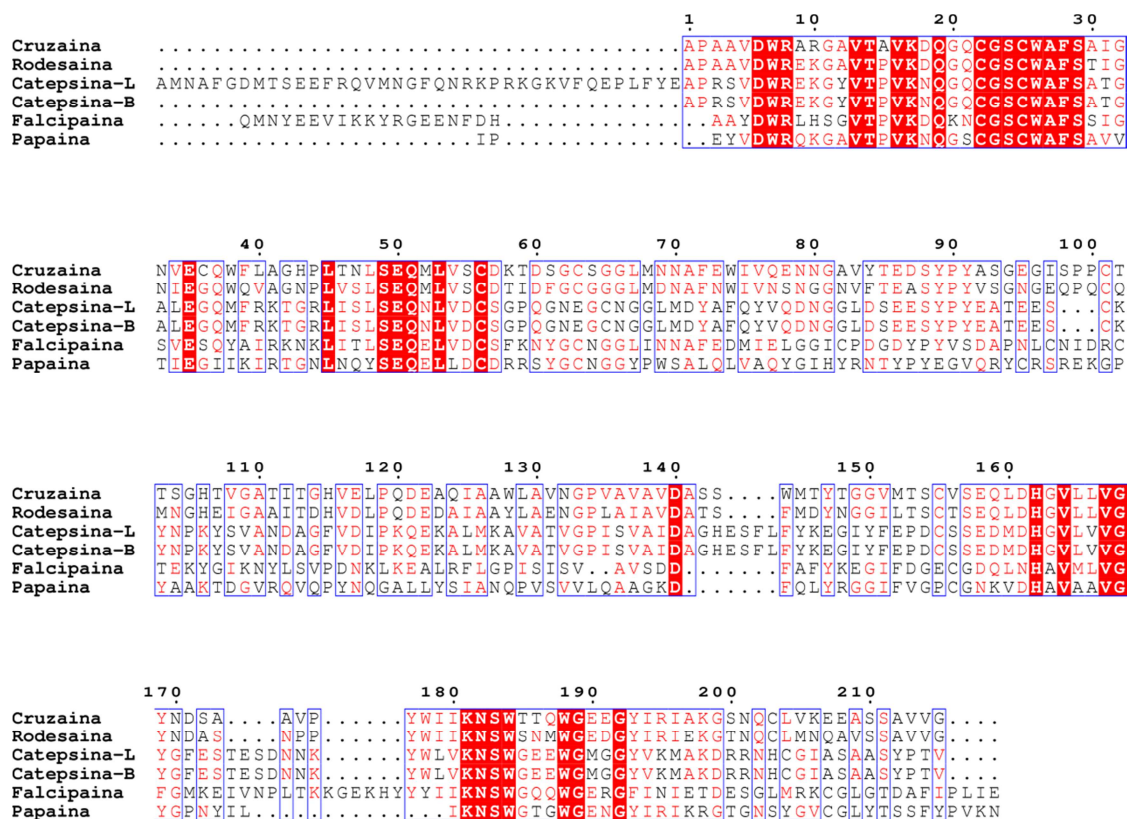 1 10 20 30
Cruzaina ......................................APAAVDWRARGAVTAVKDQGQCGSCWAFSAIG
Rodesaina ......................................APAAVDWREKGAVTPVKDQGQCGSCWAFSTIG
Catepsina-L AMNAFGDMTSEEFRQVMNGFQNRKPRKGKVFQEPLFYEAPRSVDWREKGYVTPVKNQGQCGSCWAFSATG
Catepsina-B ......................................APRSVDWREKGYVTPVKNQGQCGSCWAFSATG
Falcipaina ......QMNYEEVIKKYRGEENFDH...............AAYDWRLHSGVTPVKDQKNCGSCWAFSSIG
Papaina .......................IP...............EYVDWRQKGAVTPVKNQGSCGSCWAFSAVV
40 50 60 70 80 90 100
Cruzaina NVECQWFLAGHPLTNLSEQMLVSCDKTDSGCSGGLMNNAFEWIVQENNGAVYTEDSYPYASGEGISPPCT
Rodesaina NIEGQWQVAGNPLVSLSEQMLVSCDTIDFGCGGGLMDNAFNWIVNSNGGNVFTEASYPYVSGNGEQPQCQ
Catepsina-L ALEGQMFRKTGRLISLSEQNLVDCSGPQGNEGCNGGLMDYAFQYVQDNGGLDSEESYPYEATEES..CK
Catepsina-B ALEGQMFRKTGRLISLSEQNLVDCSGPQGNEGCNGGLMDYAFQYVQDNGGLDSEESYPYEATEES..CK
Falcipaina SVESQYAIRKNKLITLSEQELVDCSFKNYGCNGGLINNAFEDMIELGGICPDGDYPYVSDAPNLCNIDRC
Papaina TIEGIIKIRTGNLNQYSEQELLDCDRRSYGCNGGYPWSALQLVAQYGIHYRNTYPYEGVQRYCRSREKGP
110 120 130 140 150 160
Cruzaina TSGHTVGATITGHVELPQDEAQIAAWLAVNGPVAVAVDASS....WMTYTGGVMTSCVSEQLDHGVLLVG
Rodesaina MNGHEIGAAITDHVDLPQDEDAIAAYLAENGPLAIAVDATS....FMDYNGGILTSCTSEQLDHGVLLVG
Catepsina-L YNPKYSVANDAGFVDIPKQEKALMKAVATVGPISVAIDAGHESFLFYKEGIYFEPDCSSEDMDHGVLVVG
Catepsina-B YNPKYSVANDAGFVDIPKQEKALMKAVATVGPISVAIDAGHESFLFYKEGIYFEPDCSSEDMDHGVLVVG
Falcipaina TEKYGIKNYLSVPDNKLKEALRFLGPISISV..AVSDD.......FAFYKEGIFDGECGDQLNHAVMLVG
Papaina YAAKTDGVRQVQPYNQGALLYSIANQPVSVVLQAAGKD.......FQLYRGGIFVGPCGNKVDHAVAAVG
170 180 190 200 210
Cruzaina YNDSA....AVP......YWIIKNSWTTQWGEEGYIRIAKGSNQCLVKEEASSAVVG....
Rodesaina YNDAS....NPP......YWIIKNSWSNMWGEDGYIRIEKGTNQCLMNQAVSSAVVG....
Catepsina-L YGFESTESDNNK......YWLVKNSWGEEWGMGGYVKMAKDRRNHCGIASAASYPTV....
Catepsina-B YGFESTESDNNK......YWLVKNSWGEEWGMGGYVKMAKDRRNHCGIASAASYPTV....
Falcipaina FGMKEIVNPLTKKGEKHYYYIIKNSWGQQWGERGFINIETDESGLMRKCGLGTDAFIPLIE
Papaina YGPNYIL..............IKNSWGTGWGENGYIRIKRGTGNSYGVCGLYTSSFYPVKN